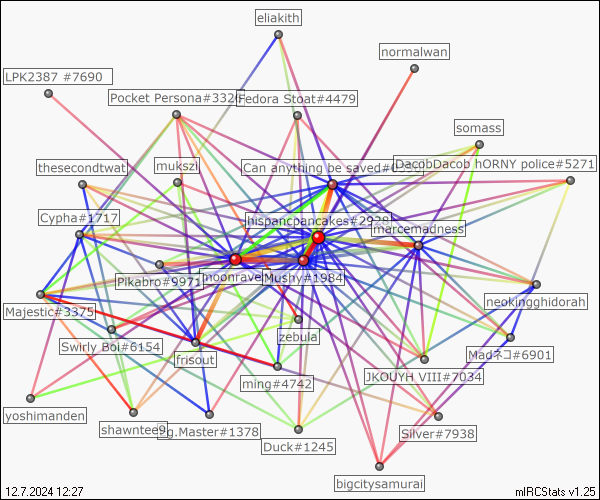 eliakith
normalwan
LPK2387 #7690
Pocket Persona#3326
Fedora Stoat#4479
somass
DacobDacob hORNY police#5271
thesecondtwat
mukszi
Can anything be saved
Cypha#1717
hispancpancakes#2928
marcemadness
Pikabro#9971
moonrave
Mushy#1984
neokingghidorah
Majestic#3375
zebula
Swirly Boi#6154
frisout
Madネコ#6901
ming#4742
JKOUYH VIII#7034
yoshimanden
shawntee9
g.Master#1378
Silver#7938
Duck#1245
bigcitysamurai
12.7.2024 12:27
mIRCStats v1.25